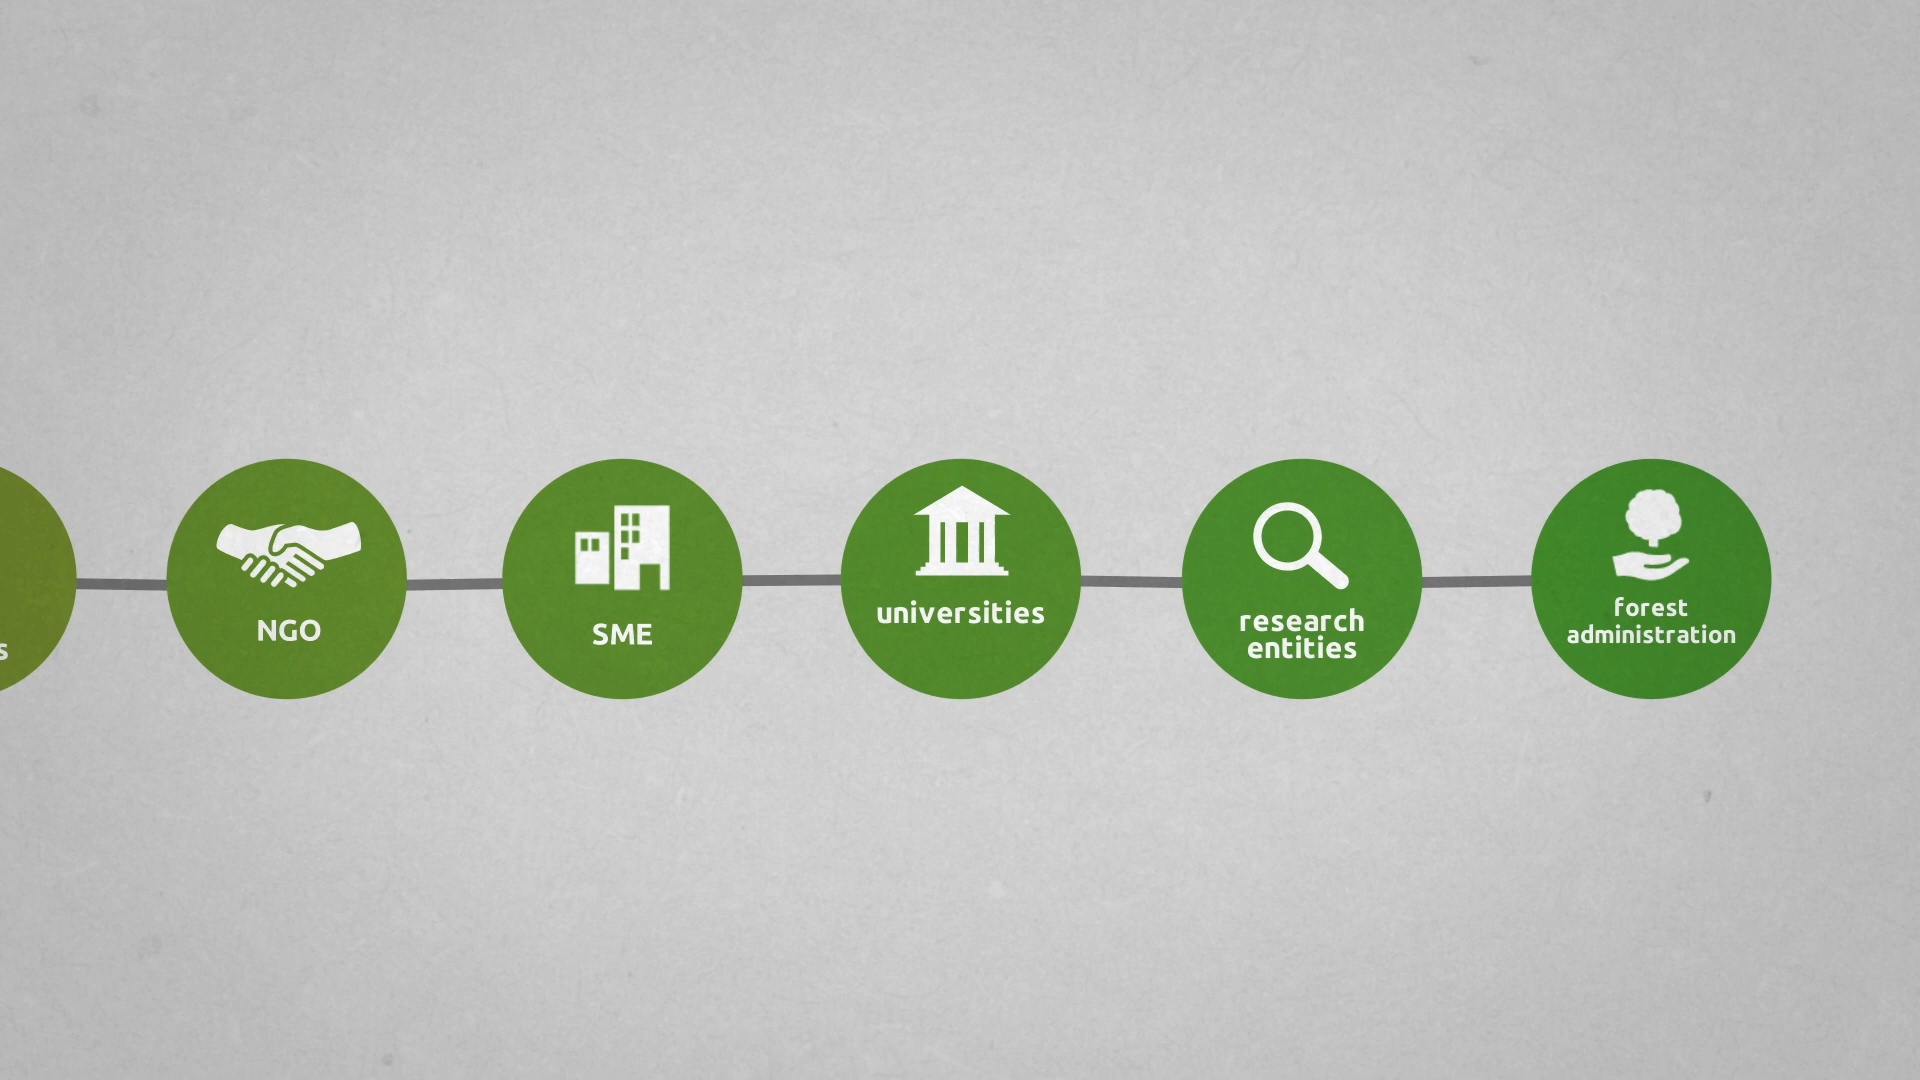 NGO
SME
universities
research
entities
forest
administration